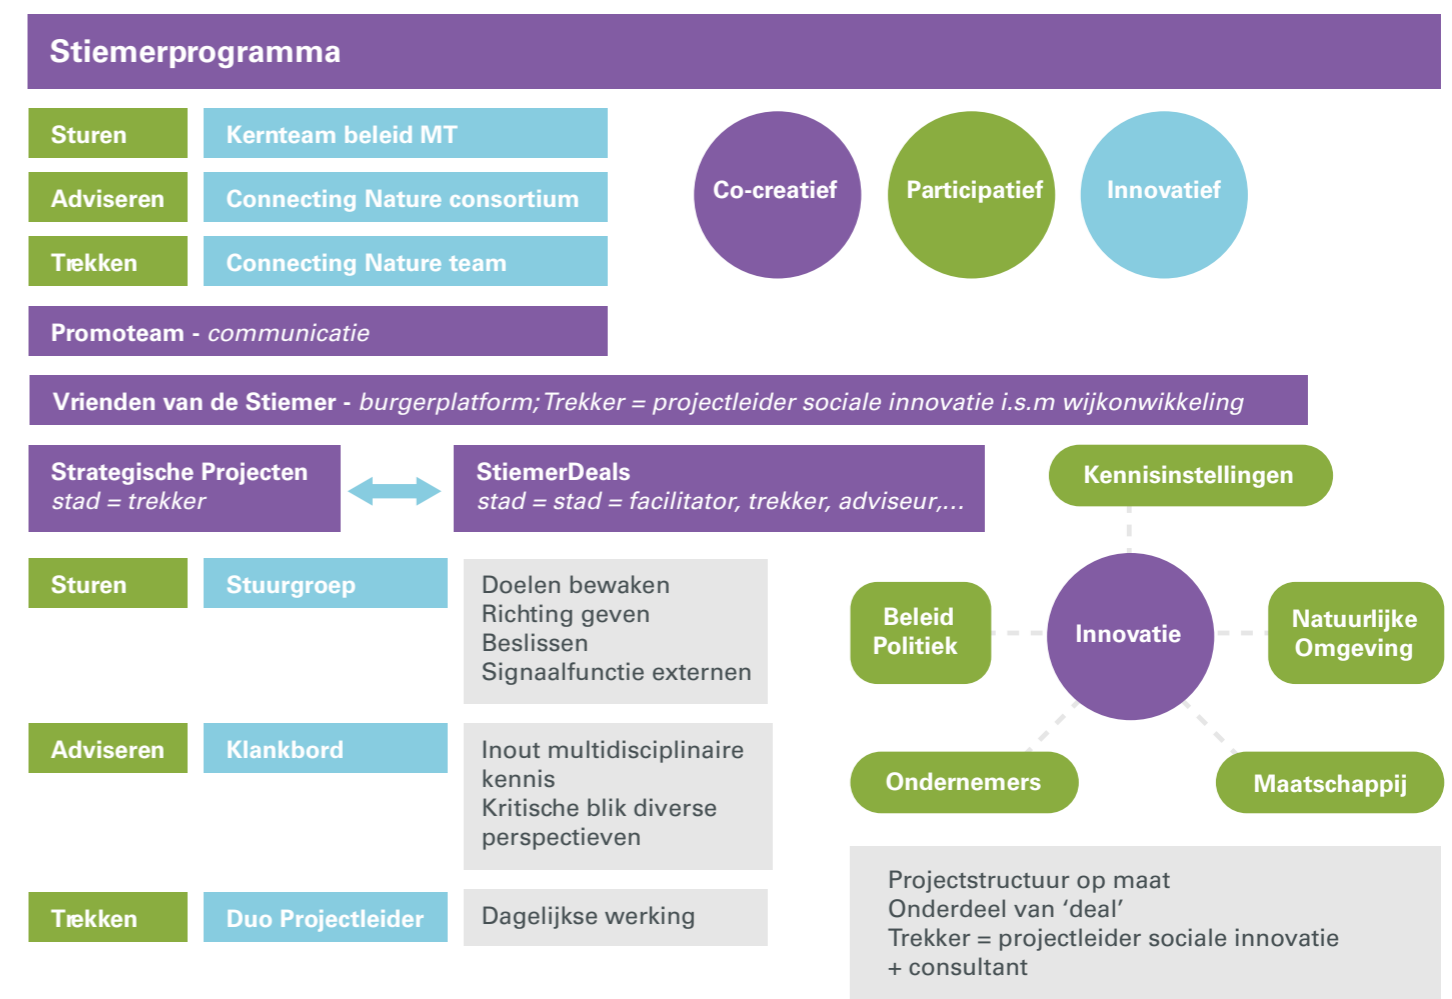 Stiemerprogramma
Sturen
Kernteam beleid MT
Adviseren
Connecting Nature consortium
Trekken
Connecting Nature team
Co-creatief
Participatief
Innovatief
Promoteam - communicatie
Vrienden van de Stiemer - burgerplatform; Trekker = projectleider sociale innovatie i.s.m wijkonwikkeling
Strategische Projecten
stad = trekker
StiemerDeals
stad = stad = facilitator, trekker, adviseur,...
Sturen
Stuurgroep
Doelen bewaken
Richting geven
Beslissen
Signaalfunctie externen
Adviseren
Klankbord
Inout multidisciplinaire
kennis
Kritische blik diverse
perspectieven
Trekken
Duo Projectleider
Dagelijkse werking
Kennisinstellingen
Beleid
Politiek
Innovatie
Natuurlijke
Omgeving
Ondernemers
Maatschappij
Projectstructuur op maat
Onderdeel van ‘deal’
Trekker = projectleider sociale innovatie
+ consultant